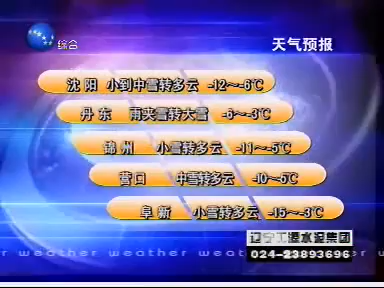 综合
天气预报
沈阳 小到中雪转多云 -12～-6℃
丹东 雨夹雪转大雪 -6～-3℃
锦州 小雪转多云 -11～-5℃
营口 中雪转多云 -10～-5℃
阜新 小雪转多云 -15～-3℃
辽宁工源水泥集团
weather weather weather weather
024-23893696